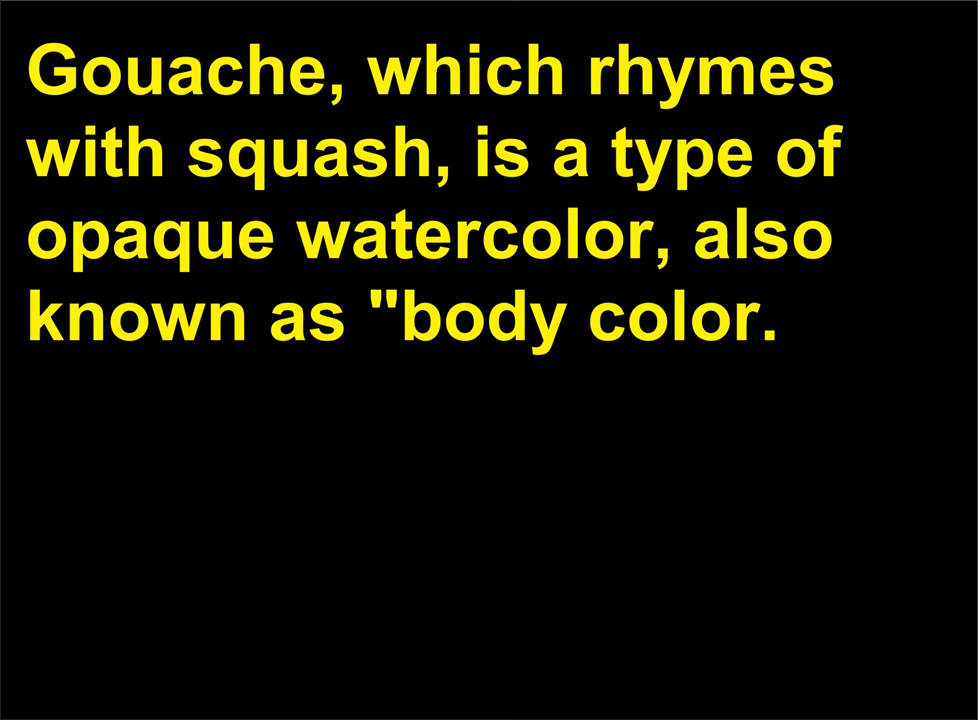 Gouache, which rhymes
with squash, is a type of
opaque watercolor, also
known as "body color.